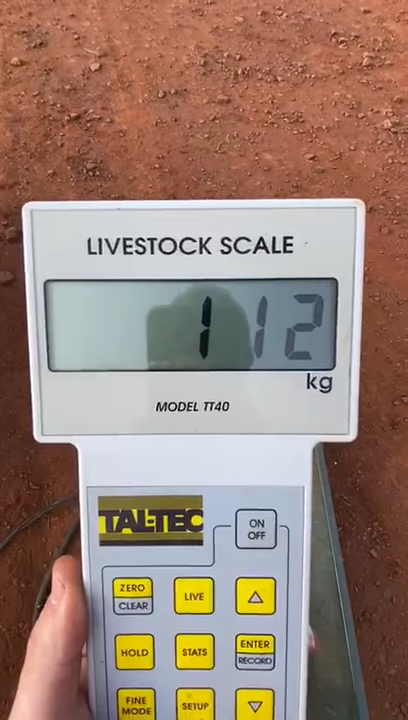 LIVESTOCK SCALE
112
kg
MODEL TT40
TAL-TEC
ON
OFF
ZERO
CLEAR
LIVE
HOLD
STATS
ENTER
RECORD
FINE
MODE
SETUP